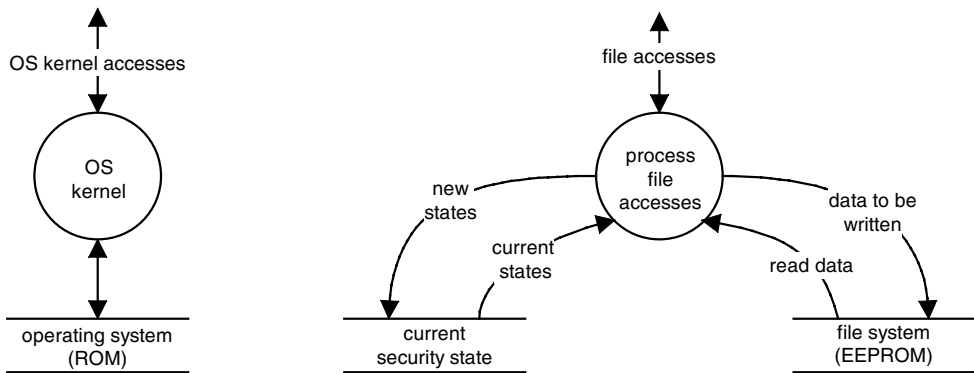 OS kernel accesses
OS
kernel
operating system
(ROM)
file accesses
process
file
accesses
new
states
current
states
data to be
written
read data
current
security state
file system
(EEPROM)